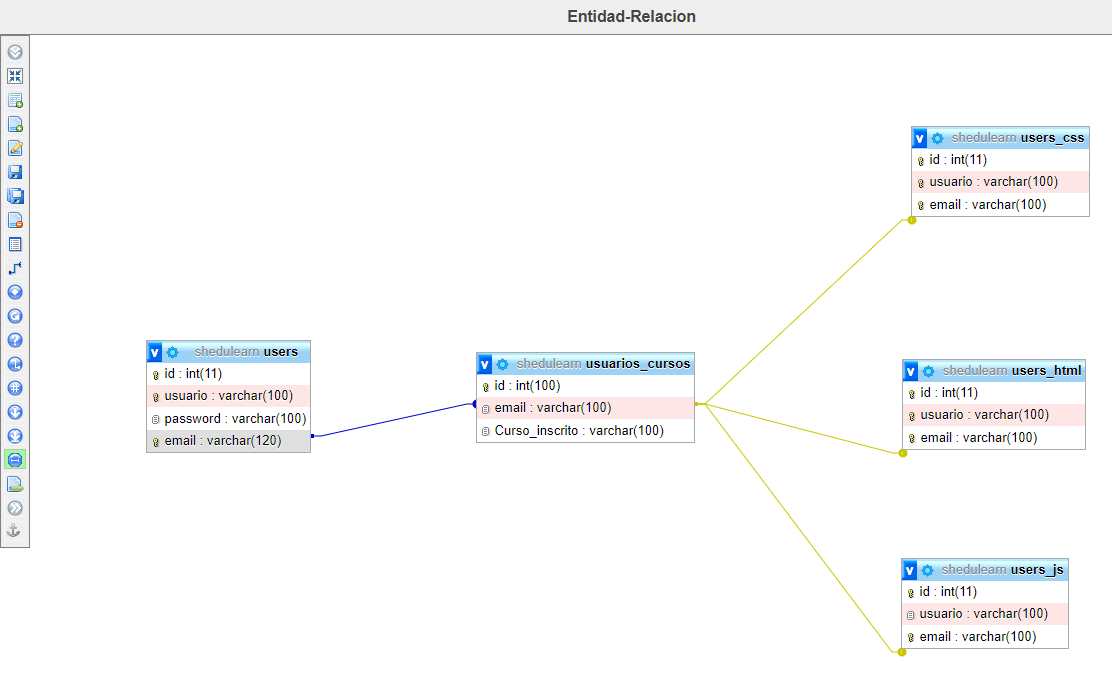 Entidad-Relacion
v shedulearn users
id : int(11)
usuario : varchar(100)
password : varchar(100)
email : varchar(120)
v shedulearn usuarios_cursos
id : int(100)
email : varchar(100)
Curso_inscrito : varchar(100)
v shedulearn users_css
id : int(11)
usuario : varchar(100)
email : varchar(100)
v shedulearn users_html
id : int(11)
usuario : varchar(100)
email : varchar(100)
v shedulearn users_js
id : int(11)
usuario : varchar(100)
email : varchar(100)